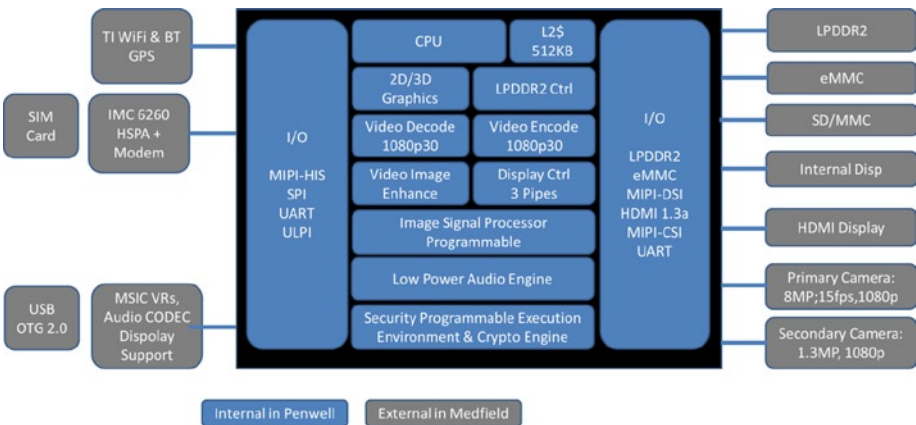 TI WiFi & BT
GPS
SIM
Card
IMC 6260
HSPA +
Modem
USB
OTG 2.0
MSIC VRs,
Audio CODEC
Dispolay
Support
I/O
MIPI-HIS
SPI
UART
ULPI
CPU
L2$
512KB
2D/3D
Graphics
LPDDR2 Ctrl
Video Decode
1080p30
Video Encode
1080p30
Video Image
Enhance
Display Ctrl
3 Pipes
Image Signal Processor
Programmable
Low Power Audio Engine
Security Programmable Execution
Environment & Crypto Engine
I/O
LPDDR2
eMMC
MIPI-DSI
HDMI 1.3a
MIPI-CSI
UART
LPDDR2
eMMC
SD/MMC
Internal Disp
HDMI Display
Primary Camera:
8MP;15fps,1080p
Secondary Camera:
1.3MP, 1080p
Internal in Penwell
External in Medfield